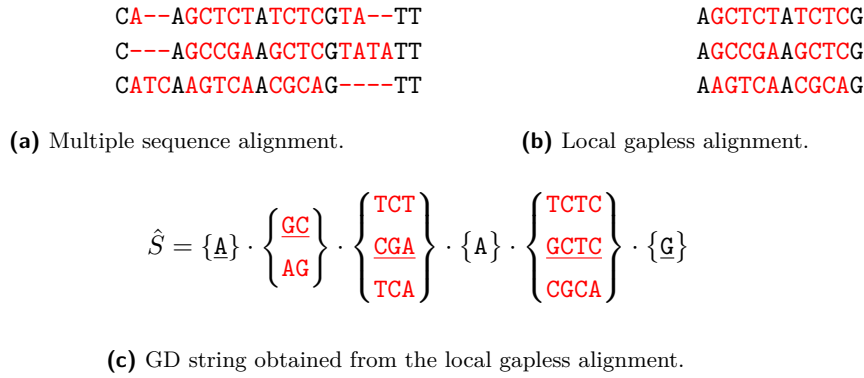 CA--AGCTCTATCTCGTA--TT
C---AGCCGAAGCTCGTATATT
CATCAAGTCAACGCAG----TT
(a) Multiple sequence alignment.
AGCTCTATCTCG
AGCCGAAGCTCG
AAGTCAACGCAG
(b) Local gapless alignment.
Ŝ = {A} · {GC AG} · {TCT CGA TCA} · {A} · {TCTC GCTC CGCA} · {G}
(c) GD string obtained from the local gapless alignment.